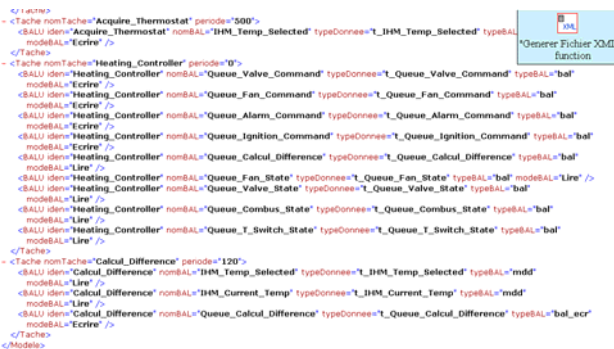 </Tache>
- <Tache nomTache="Acquire_Thermostat" periode="500">
<BALU iden="Acquire_Thermostat" nomBAL="IHM_Temp_Selected" typeDonnee="t_IHM_Temp_Selected" typeBAL
modeBAL="Ecrire" />
</Tache>
- <Tache nomTache="Heating_Controller" periode="0">
<BALU iden="Heating_Controller" nomBAL="Queue_Valve_Command" typeDonnee="t_Queue_Valve_Command" typeBAL="bal"
modeBAL="Ecrire" />
<BALU iden="Heating_Controller" nomBAL="Queue_Fan_Command" typeDonnee="t_Queue_Fan_Command" typeBAL="bal"
modeBAL="Ecrire" />
<BALU iden="Heating_Controller" nomBAL="Queue_Alarm_Command" typeDonnee="t_Queue_Alarm_Command" typeBAL="bal"
modeBAL="Ecrire" />
<BALU iden="Heating_Controller" nomBAL="Queue_Ignition_Command" typeDonnee="t_Queue_Ignition_Command" typeBAL="bal"
modeBAL="Ecrire" />
<BALU iden="Heating_Controller" nomBAL="Queue_Calcul_Difference" typeDonnee="t_Queue_Calcul_Difference" typeBAL="bal"
modeBAL="Lire" />
<BALU iden="Heating_Controller" nomBAL="Queue_Fan_State" typeDonnee="t_Queue_Fan_State" typeBAL="bal" modeBAL="Lire" />
<BALU iden="Heating_Controller" nomBAL="Queue_Valve_State" typeDonnee="t_Queue_Valve_State" typeBAL="bal"
modeBAL="Lire" />
<BALU iden="Heating_Controller" nomBAL="Queue_Combus_State" typeDonnee="t_Queue_Combus_State" typeBAL="bal"
modeBAL="Lire" />
<BALU iden="Heating_Controller" nomBAL="Queue_T_Switch_State" typeDonnee="t_Queue_T_Switch_State" typeBAL="bal"
modeBAL="Lire" />
</Tache>
- <Tache nomTache="Calcul_Difference" periode="120">
<BALU iden="Calcul_Difference" nomBAL="IHM_Temp_Selected" typeDonnee="t_IHM_Temp_Selected" typeBAL="mdd"
modeBAL="Lire" />
<BALU iden="Calcul_Difference" nomBAL="IHM_Current_Temp" typeDonnee="t_IHM_Current_Temp" typeBAL="mdd"
modeBAL="Lire" />
<BALU iden="Calcul_Difference" nomBAL="Queue_Calcul_Difference" typeDonnee="t_Queue_Calcul_Difference" typeBAL="bal_ecr"
modeBAL="Ecrire" />
</Tache>
</Modele>
XML
"Generer Fichier XML
function